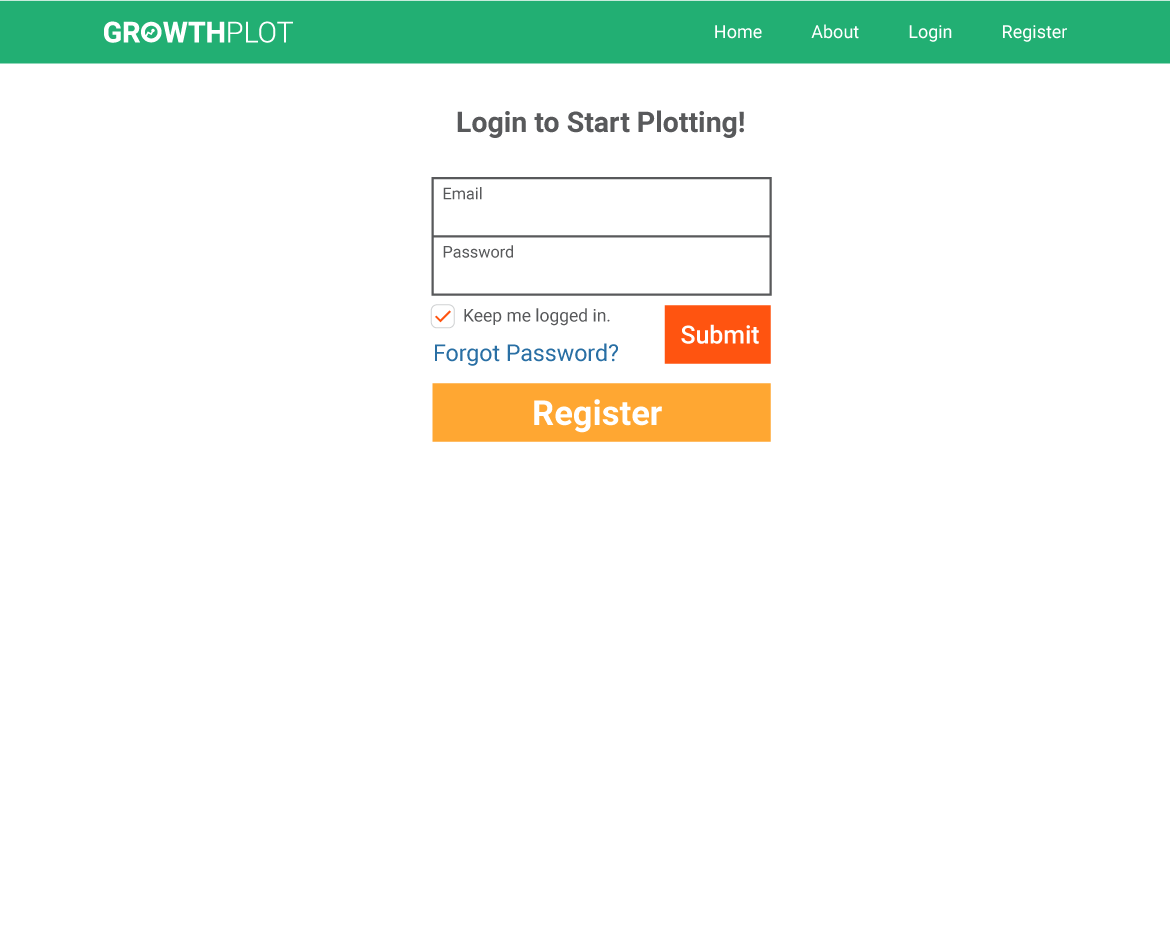 GROWTHPLOT Home About Login Register
Login to Start Plotting!
Email
Password
Keep me logged in.
Submit
Forgot Password?
Register